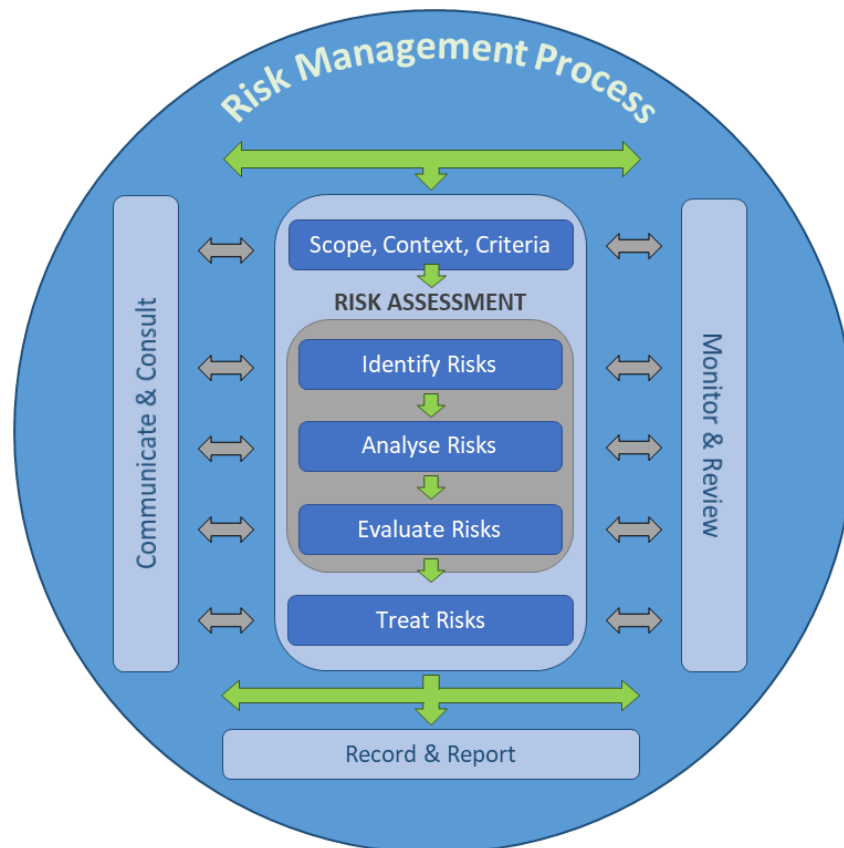 Risk Management Process
Scope, Context, Criteria
RISK ASSESSMENT
Identify Risks
Analyse Risks
Evaluate Risks
Treat Risks
Communicate & Consult
Monitor & Review
Record & Report